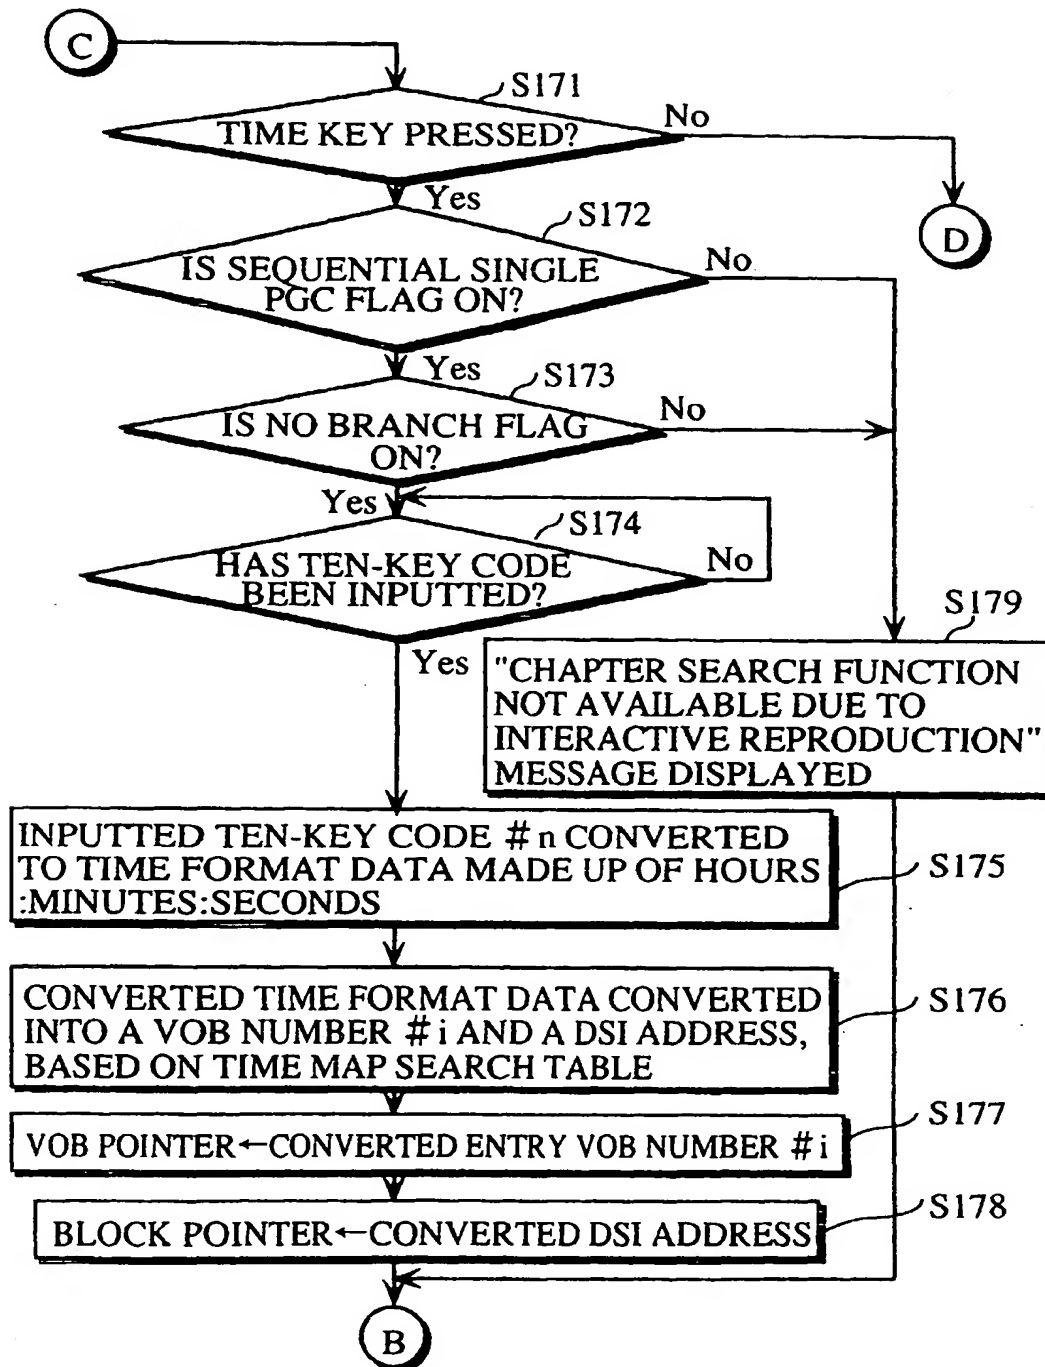 C
S171
TIME KEY PRESSED?
No
Yes
D
S172
IS SEQUENTIAL SINGLE
PGC FLAG ON?
No
Yes
S173
IS NO BRANCH FLAG
ON?
No
Yes
S174
HAS TEN-KEY CODE
BEEN INPUTTED?
No
Yes
S179
"CHAPTER SEARCH FUNCTION
NOT AVAILABLE DUE TO
INTERACTIVE REPRODUCTION"
MESSAGE DISPLAYED
INPUTTED TEN-KEY CODE #n CONVERTED
TO TIME FORMAT DATA MADE UP OF HOURS
:MINUTES:SECONDS
S175
CONVERTED TIME FORMAT DATA CONVERTED
INTO A VOB NUMBER #i AND A DSI ADDRESS,
BASED ON TIME MAP SEARCH TABLE
S176
VOB POINTER←CONVERTED ENTRY VOB NUMBER #i
S177
BLOCK POINTER←CONVERTED DSI ADDRESS
S178
B